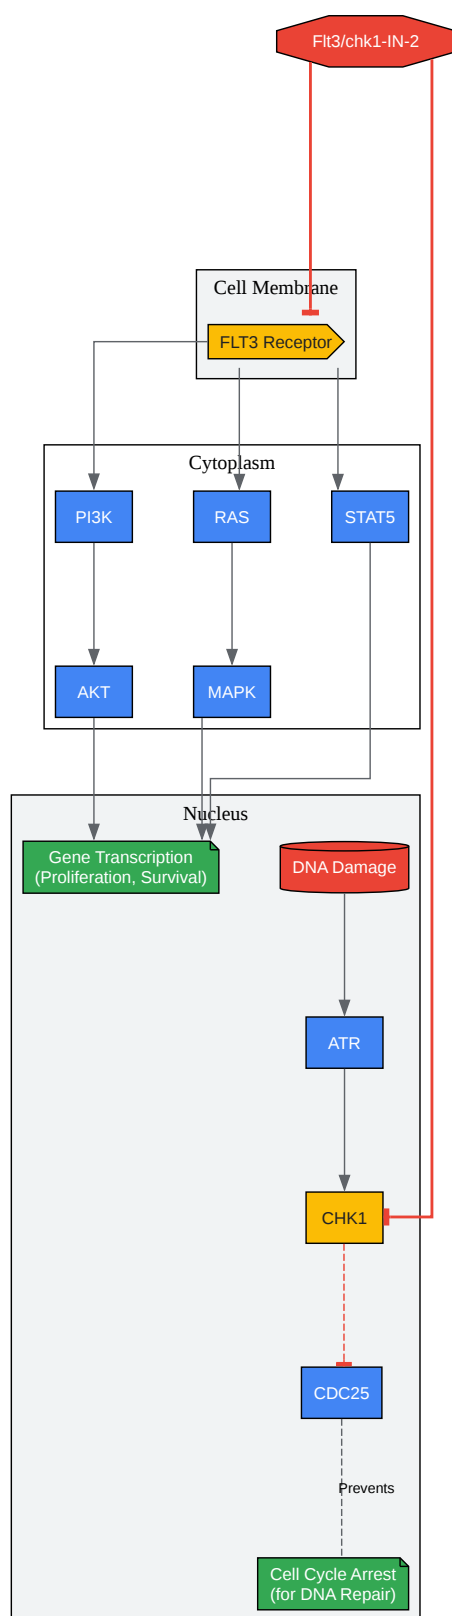 Flt3/chk1-IN-2
Cell Membrane
FLT3 Receptor
Cytoplasm
PI3K
RAS
STAT5
AKT
MAPK
Nucleus
Gene Transcription
(Proliferation, Survival)
DNA Damage
ATR
CHK1
CDC25
Prevents
Cell Cycle Arrest
(for DNA Repair)